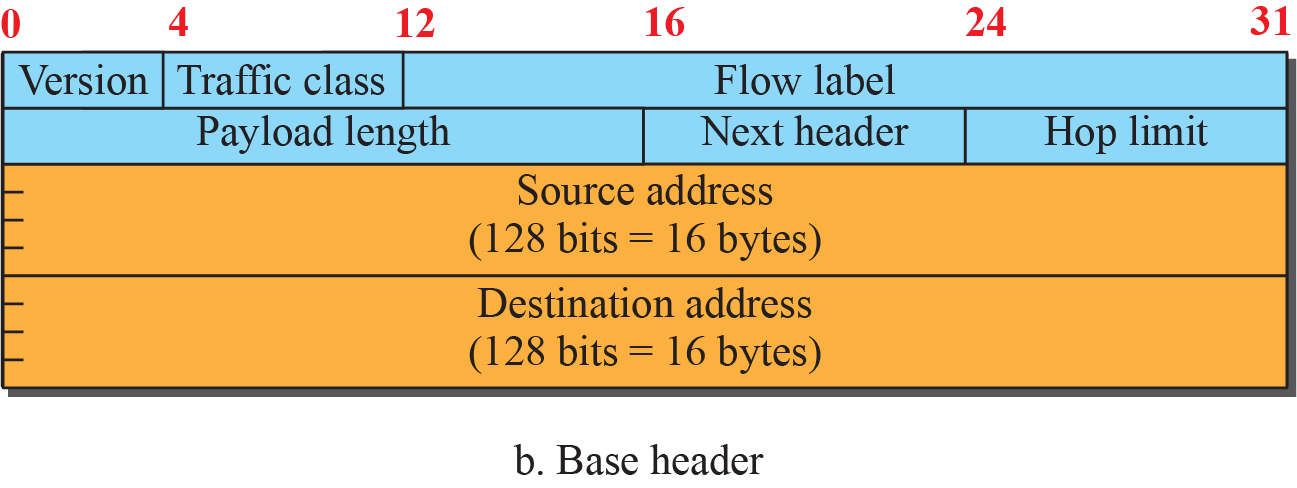 0 4 12 16 24 31
Version Traffic class Flow label
Payload length Next header Hop limit
Source address
(128 bits = 16 bytes)
Destination address
(128 bits = 16 bytes)
b. Base header